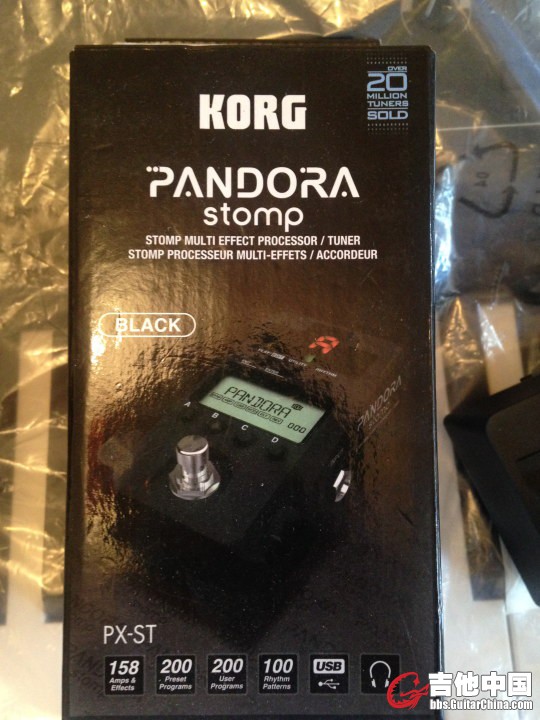 OVER
20
MILLION
TUNERS
SOLD
KORG
PANDORA
stomp
STOMP MULTI EFFECT PROCESSOR / TUNER
STOMP PROCESSEUR MULTI-EFFETS / ACCORDEUR
BLACK
PANDORA
000
A
B
C
D
PANDORA
PX-ST
158
Amps &
Effects
200
Preset
Programs
200
User
Programs
100
Rhythm
Patterns
USB
吉他中国
bbs.GuitarChina.com